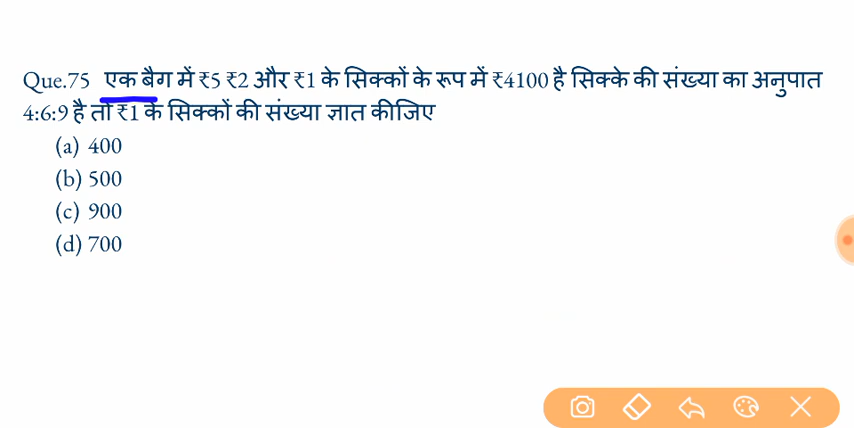 Que.75 एक बैग में ₹5 ₹2 और ₹1 के सिक्कों के रूप में ₹4100 है सिक्के की संख्या का अनुपात
4:6:9 है तो ₹1 के सिक्कों की संख्या ज्ञात कीजिए
(a) 400
(b) 500
(c) 900
(d) 700